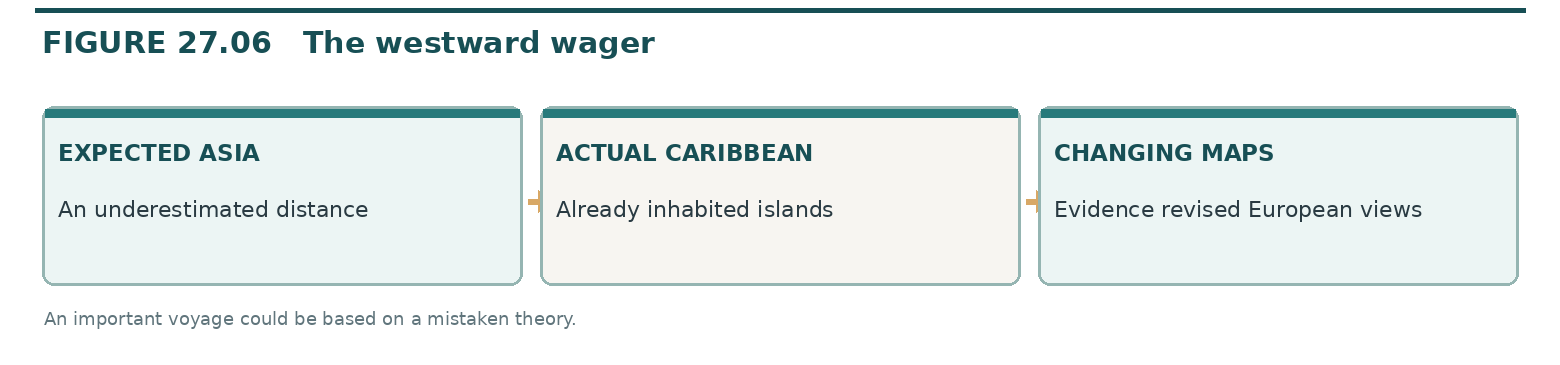 FIGURE 27.06 The westward wager
EXPECTED ASIA
An underestimated distance
ACTUAL CARIBBEAN
Already inhabited islands
CHANGING MAPS
Evidence revised European views
An important voyage could be based on a mistaken theory.